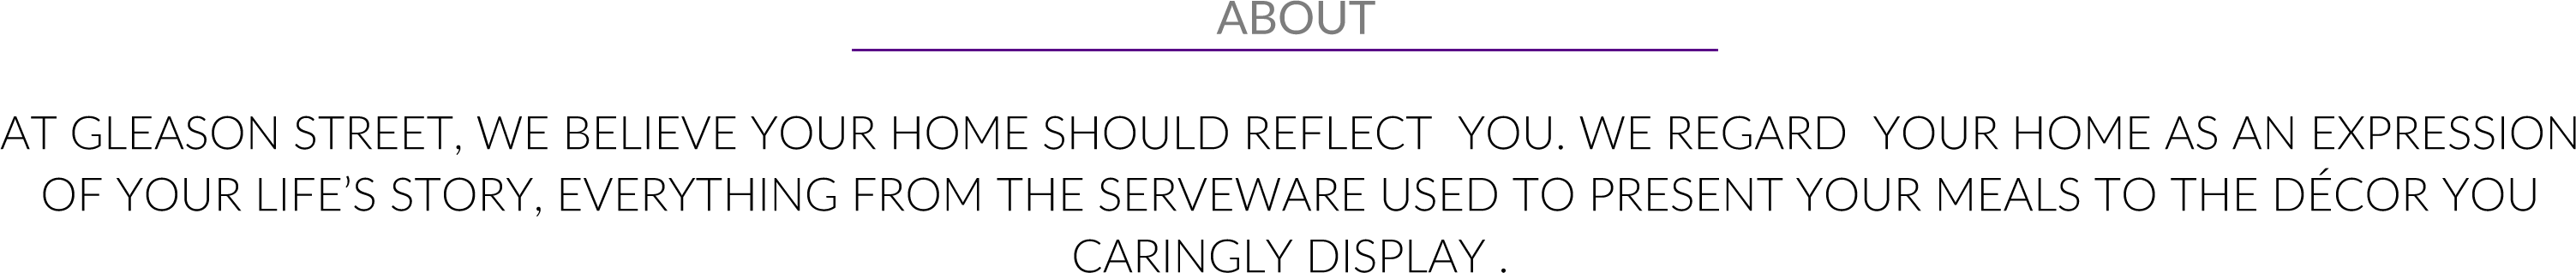 ABOUT
AT GLEASON STREET, WE BELIEVE YOUR HOME SHOULD REFLECT  YOU. WE REGARD  YOUR HOME AS AN EXPRESSION
OF YOUR LIFE’S STORY, EVERYTHING FROM THE SERVEWARE USED TO PRESENT YOUR MEALS TO THE DÉCOR YOU
CARINGLY DISPLAY .